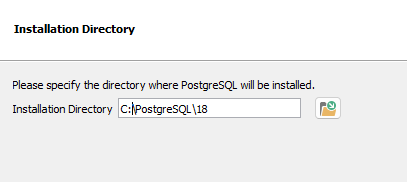 Installation Directory
Please specify the directory where PostgreSQL will be installed.
Installation Directory C:\PostgreSQL\18